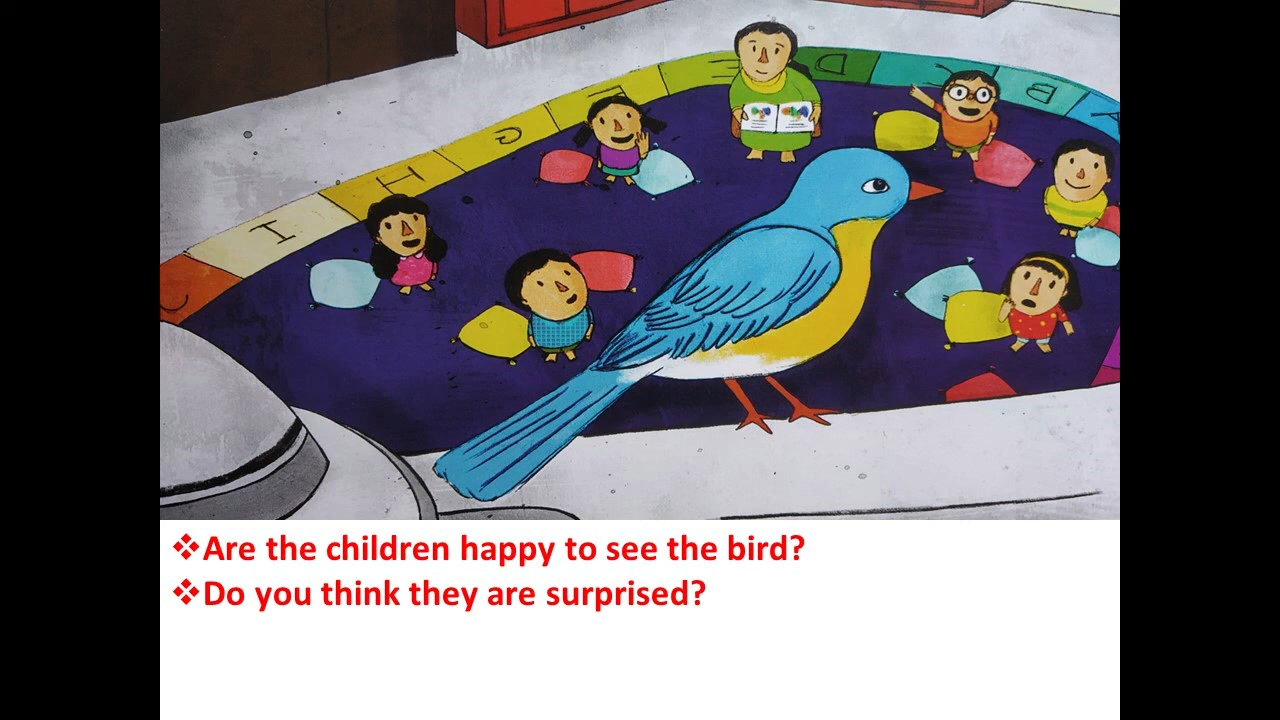 A B C D E F G H I J
❖Are the children happy to see the bird?
❖Do you think they are surprised?